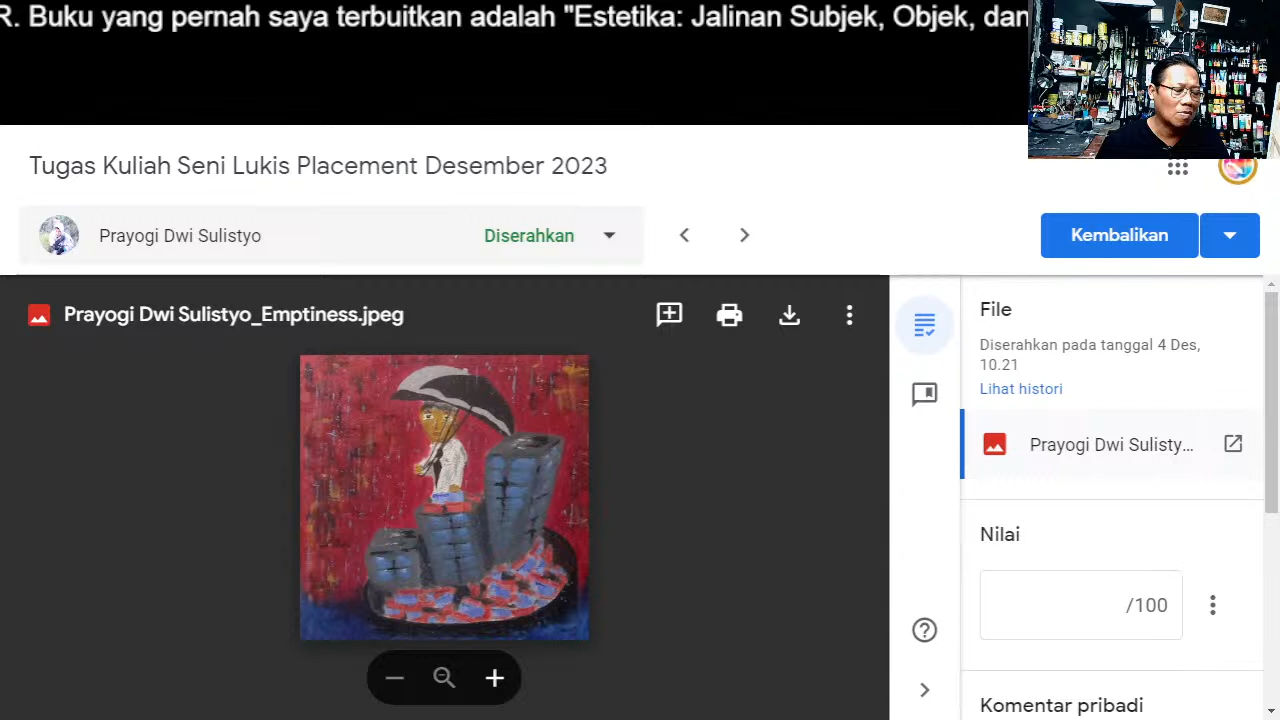 R. Buku yang pernah saya terbuitkan adalah "Estetika: Jalinan Subjek, Objek, dan
Tugas Kuliah Seni Lukis Placement Desember 2023
Prayogi Dwi Sulistyo
Diserahkan
Kembalikan
Prayogi Dwi Sulistyo_Emptiness.jpeg
File
Diserahkan pada tanggal 4 Des,
10.21
Lihat histori
Prayogi Dwi Sulisty...
Nilai
/100
Komentar pribadi